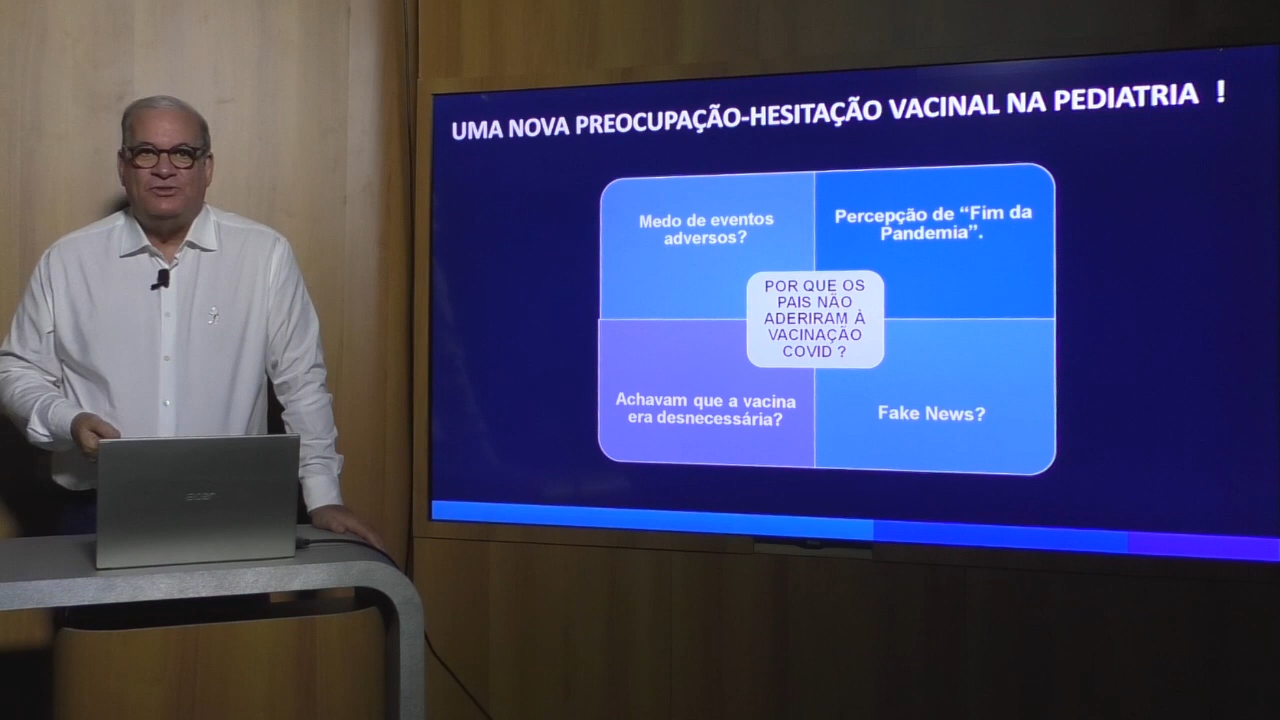 UMA NOVA PREOCUPAÇÃO-HESITAÇÃO VACINAL NA PEDIATRIA !
Medo de eventos
adversos?
Percepção de “Fim da
Pandemia”.
POR QUE OS
PAIS NÃO
ADERIRAM À
VACINAÇÃO
COVID ?
Achavam que a vacina
era desnecessária?
Fake News?
acer